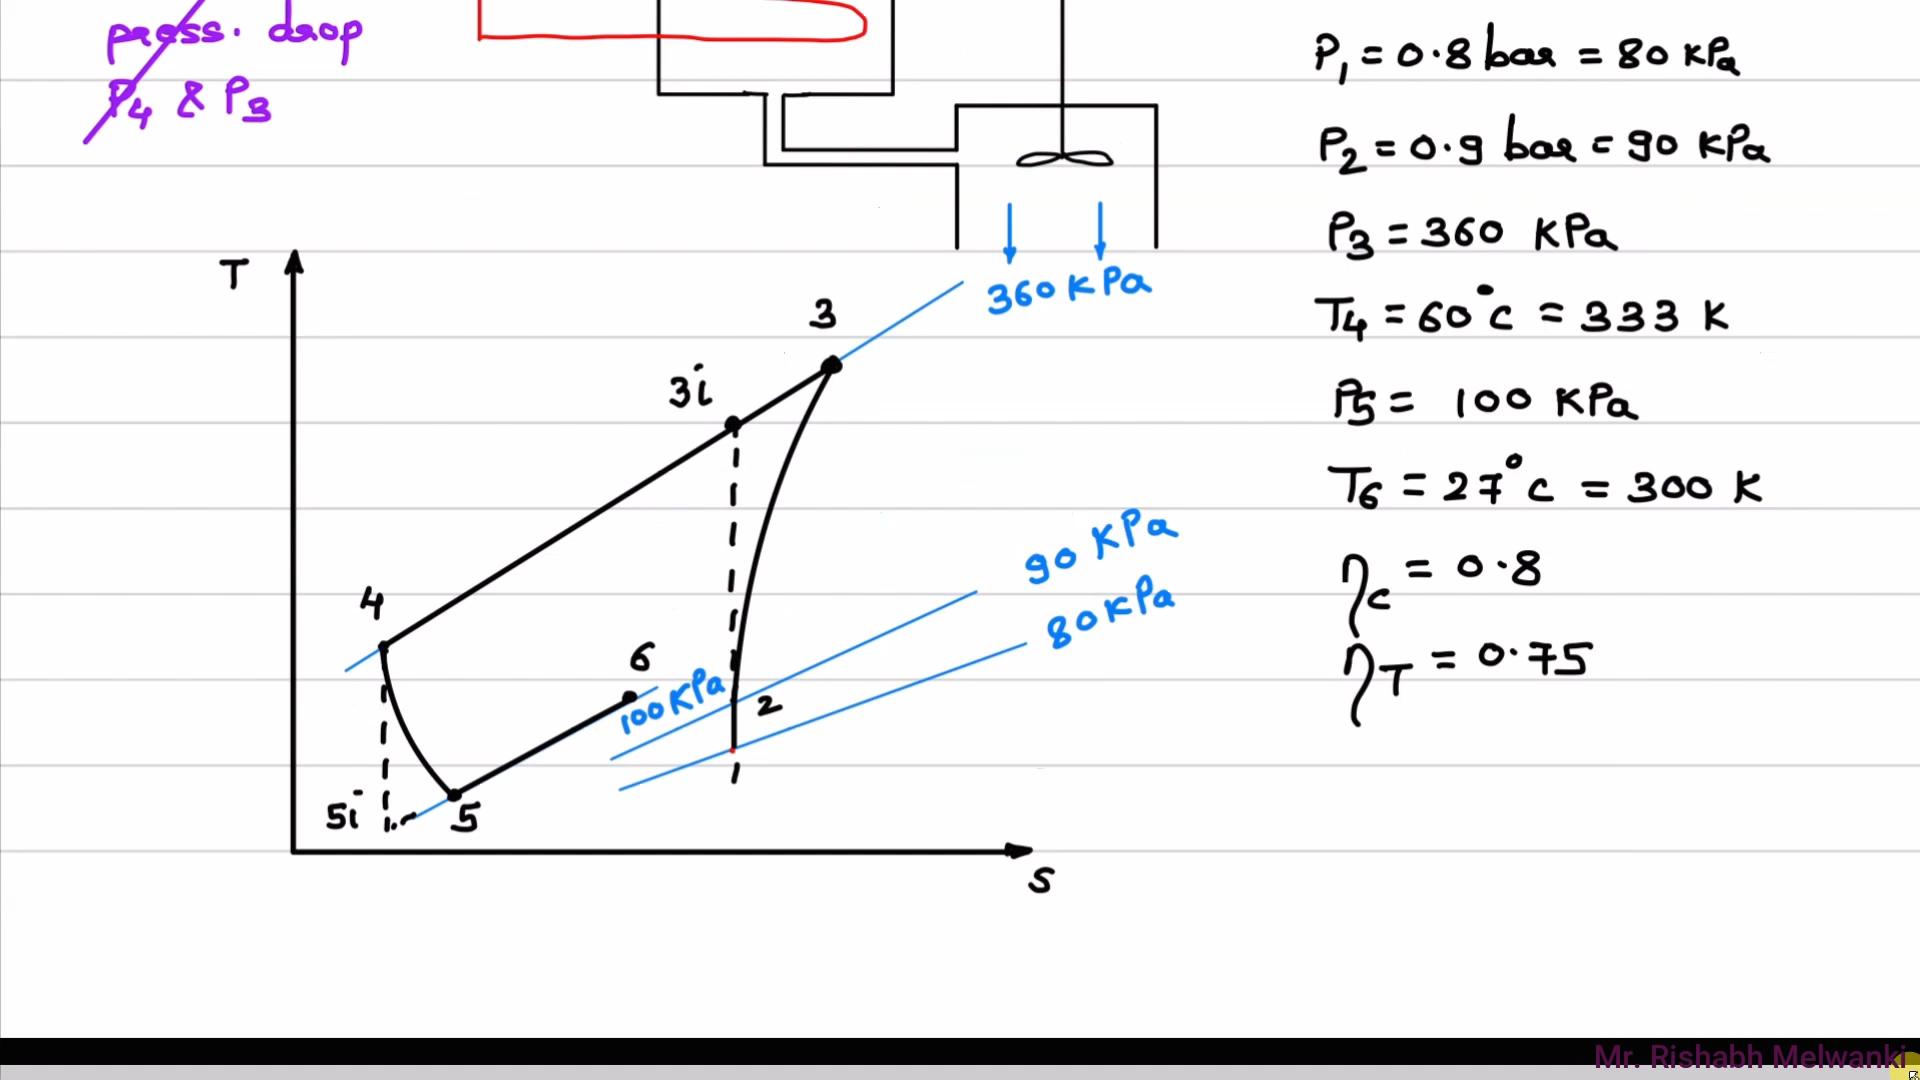 press. drop
P4 & P3
P1 = 0.8 bar = 80 kPa
P2 = 0.9 bar = 90 kPa
P3 = 360 kPa
T4 = 60°c = 333 K
P5 = 100 kPa
T6 = 27°c = 300 K
ηc = 0.8
ηT = 0.75
T
360 kPa
3
3i
90 kPa
80 kPa
4
6
100 kPa
2
5i
5
s
Mr. Rishabh Melwanki